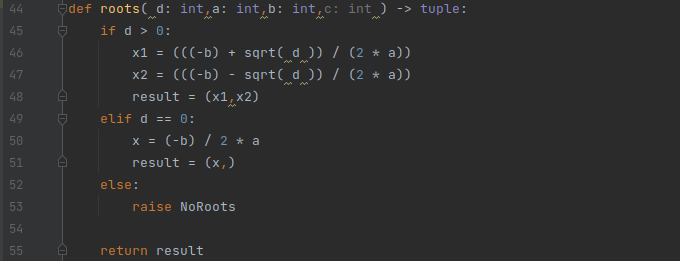 44 def roots( d: int,a: int,b: int,c: int ) -> tuple:
45     if d > 0:
46         x1 = (((-b) + sqrt( d )) / (2 * a))
47         x2 = (((-b) - sqrt( d )) / (2 * a))
48         result = (x1,x2)
49     elif d == 0:
50         x = (-b) / 2 * a
51         result = (x,)
52     else:
53         raise NoRoots
54
55     return result